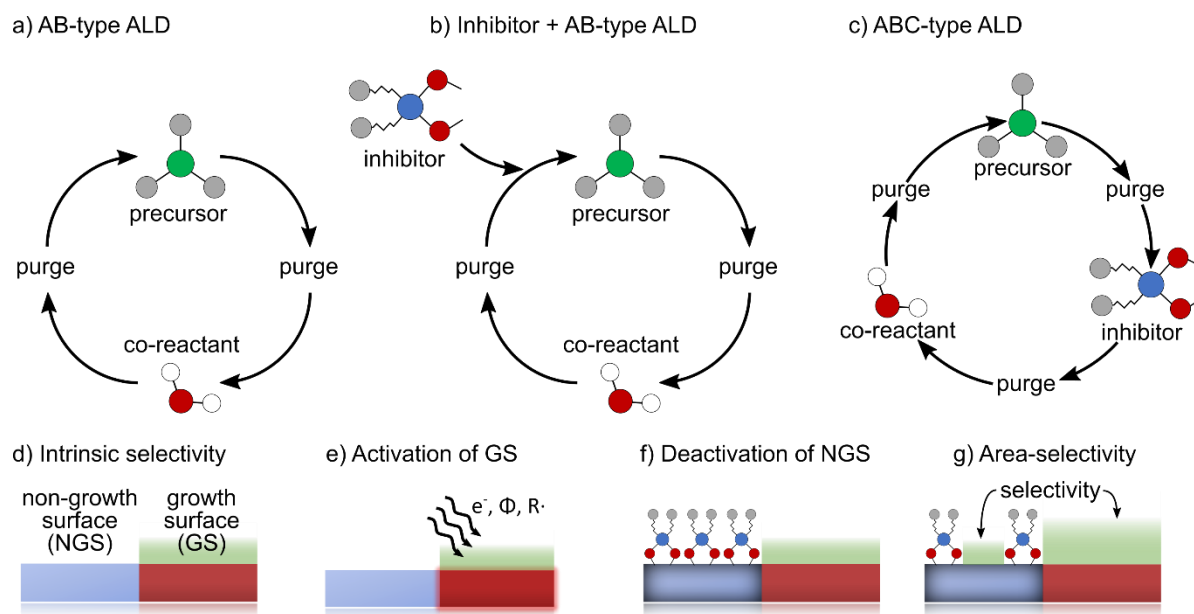 a) AB-type ALD
precursor
purge
purge
co-reactant
b) Inhibitor + AB-type ALD
inhibitor
precursor
purge
purge
co-reactant
c) ABC-type ALD
precursor
purge
purge
inhibitor
co-reactant
purge
d) Intrinsic selectivity
non-growth
surface
(NGS)
growth
surface
(GS)
e) Activation of GS
e⁻, Φ, R·
f) Deactivation of NGS
g) Area-selectivity
selectivity